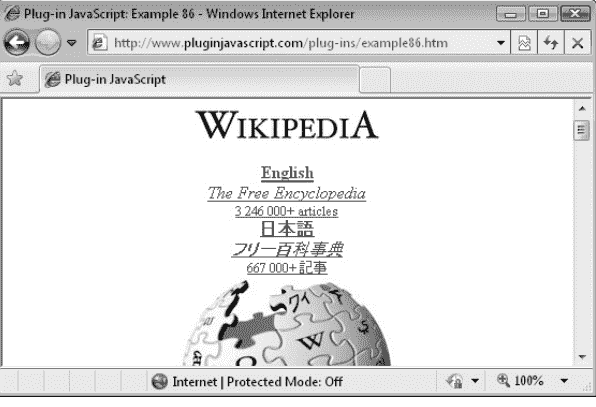 Plug-in JavaScript: Example 86 - Windows Internet Explorer
http://www.pluginjavascript.com/plug-ins/example86.htm
Plug-in JavaScript
WIKIPEDIA
English
The Free Encyclopedia
3 246 000+ articles
日本語
フリー百科事典
667 000+ 記事
ウィ
W
Internet | Protected Mode: Off
100%